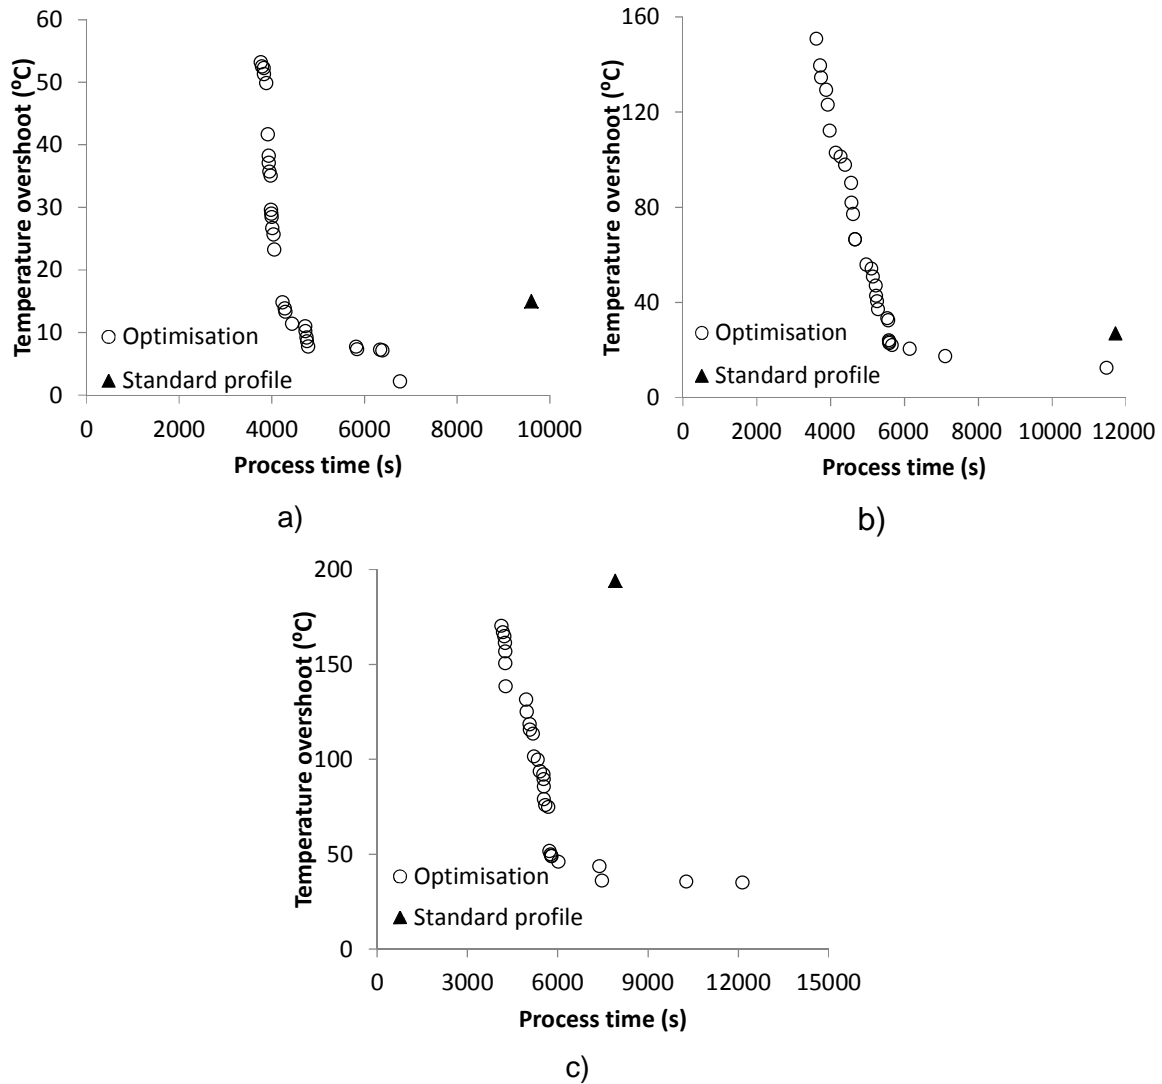 60
50
40
30
20
10
0
Temperature overshoot (⁰C)
Optimisation
Standard profile
0 2000 4000 6000 8000 10000
Process time (s)
a)
160
120
80
40
0
Temperature overshoot (⁰C)
Optimisation
Standard profile
0 2000 4000 6000 8000 10000 12000
Process time (s)
b)
200
150
100
50
0
Temperature overshoot (⁰C)
Optimisation
Standard profile
0 3000 6000 9000 12000 15000
Process time (s)
c)